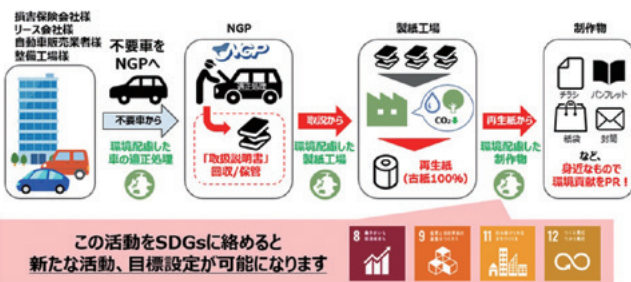 損害保険会社様
リース会社様
自動車販売業者様
整備工場様
不要車を
NGPへ
不要車から
環境配慮した
車の適正処理
NGP
NGP
適正処理
「取扱説明書」
回収/保管
取説から
環境配慮した
製紙工場
製紙工場
CO₂
再生紙
(古紙100%)
再生紙から
環境配慮した
制作物
制作物
チラシ
パンフレット
紙袋
封筒
など、
身近なもので
環境貢献をPR!
この活動をSDGsに絡めると
新たな活動、目標設定が可能になります
8
9
11
12